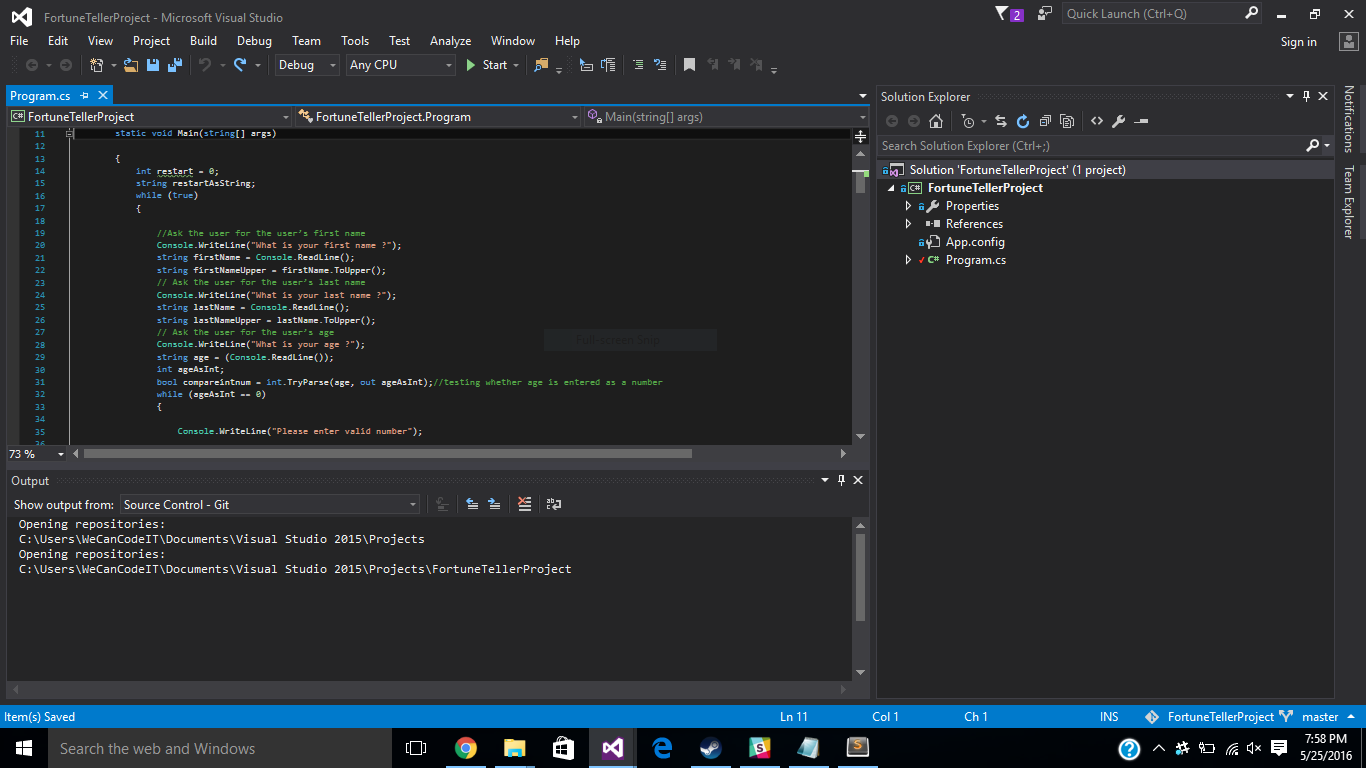 FortuneTellerProject - Microsoft Visual Studio
2
Quick Launch (Ctrl+Q)
File Edit View Project Build Debug Team Tools Test Analyze Window Help
Sign in
Debug Any CPU Start
Program.cs
FortuneTellerProject FortuneTellerProject.Program Main(string[] args)
11 static void Main(string[] args)
12
13 {
14 int restart = 0;
15 string restartAsString;
16 while (true)
17 {
18
19 //Ask the user for the user's first name
20 Console.WriteLine("What is your first name ?");
21 string firstName = Console.ReadLine();
22 string firstNameUpper = firstName.ToUpper();
23 // Ask the user for the user's last name
24 Console.WriteLine("What is your last name ?");
25 string lastName = Console.ReadLine();
26 string lastNameUpper = lastName.ToUpper();
27 // Ask the user for the user's age
28 Console.WriteLine("What is your age ?");
29 string age = (Console.ReadLine());
30 int ageAsInt;
31 bool compareintnum = int.TryParse(age, out ageAsInt);//testing whether age is entered as a number
32 while (ageAsInt == 0)
33 {
34
35 Console.WriteLine("Please enter valid number");
36
Full-screen Snip
73 %
Output
Show output from: Source Control - Git
Opening repositories:
C:\Users\WeCanCodeIT\Documents\Visual Studio 2015\Projects
Opening repositories:
C:\Users\WeCanCodeIT\Documents\Visual Studio 2015\Projects\FortuneTellerProject
Solution Explorer
Search Solution Explorer (Ctrl+;)
Solution 'FortuneTellerProject' (1 project)
C# FortuneTellerProject
Properties
References
App.config
C# Program.cs
Notifications
Team Explorer
Item(s) Saved Ln 11 Col 1 Ch 1 INS FortuneTellerProject master
Search the web and Windows
7:58 PM
5/25/2016